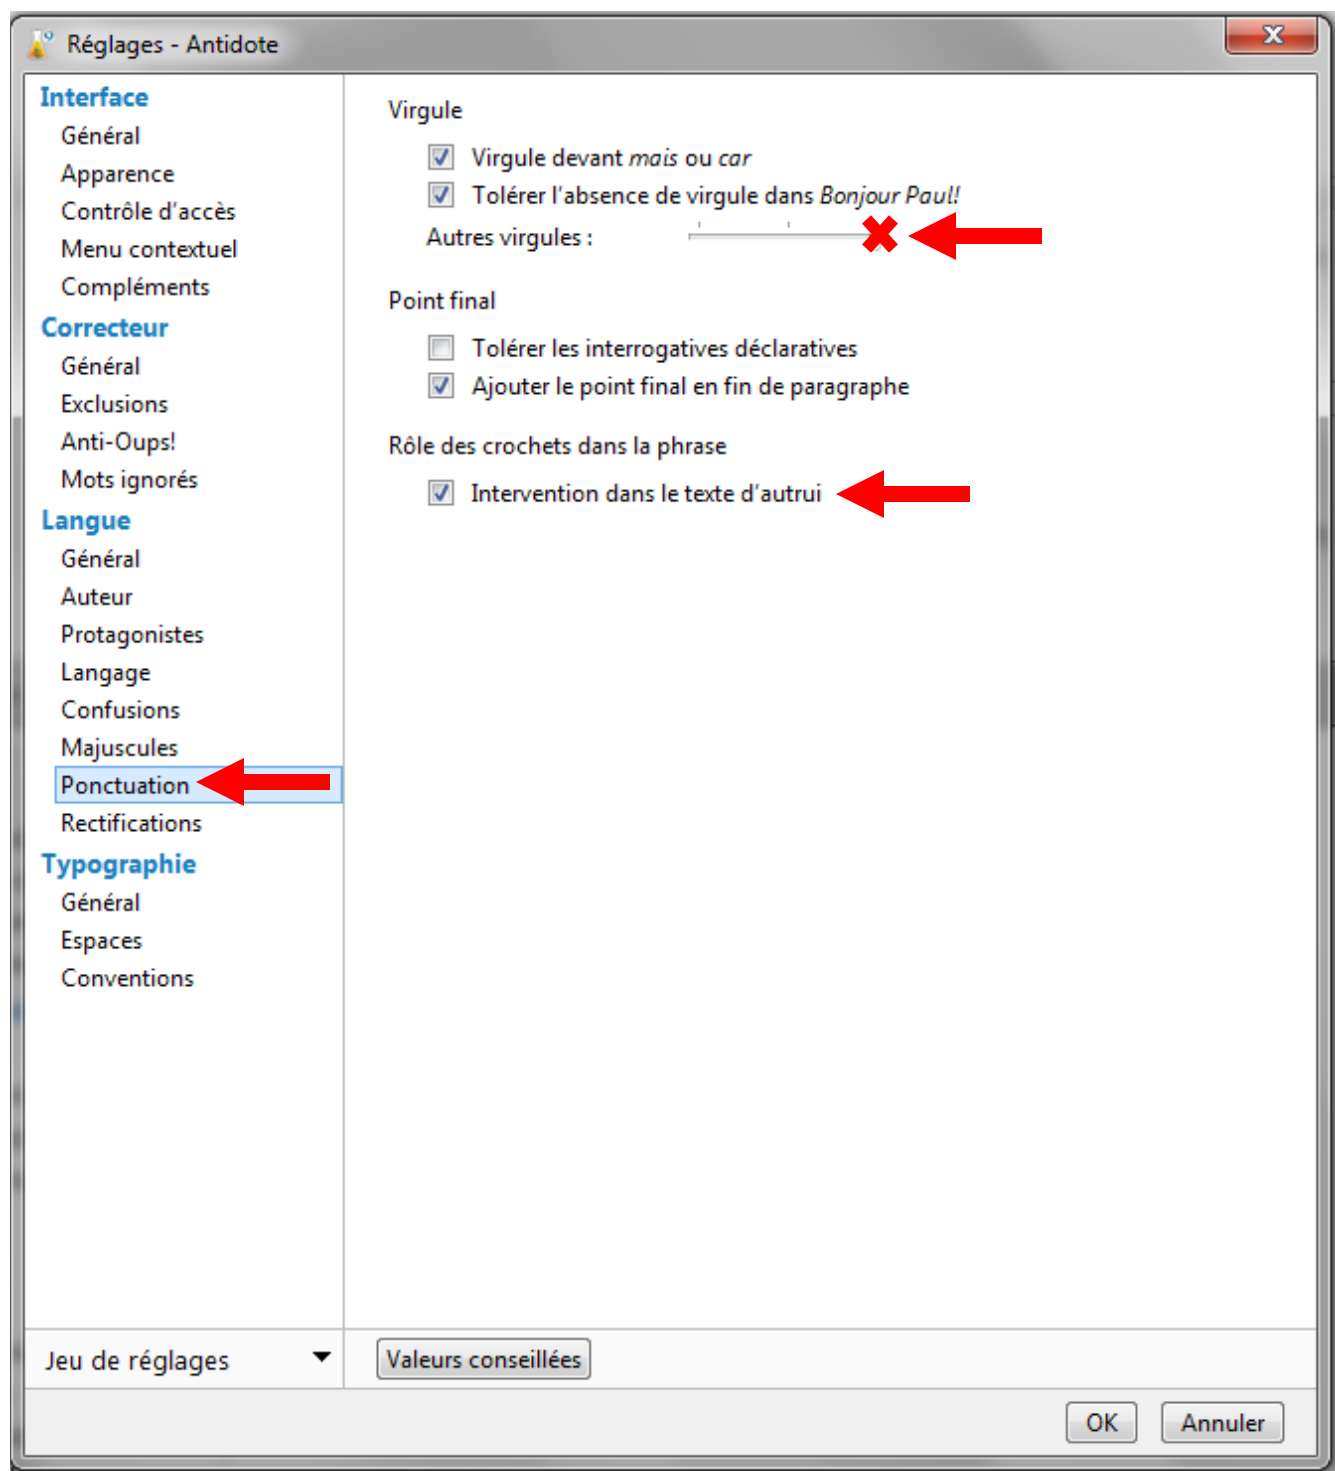 Réglages - Antidote
Interface
Général
Apparence
Contrôle d'accès
Menu contextuel
Compléments
Correcteur
Général
Exclusions
Anti-Oups!
Mots ignorés
Langue
Général
Auteur
Protagonistes
Langage
Confusions
Majuscules
Ponctuation
Rectifications
Typographie
Général
Espaces
Conventions
Jeu de réglages
Virgule
Virgule devant mais ou car
Tolérer l'absence de virgule dans Bonjour Paul!
Autres virgules :
Point final
Tolérer les interrogatives déclaratives
Ajouter le point final en fin de paragraphe
Rôle des crochets dans la phrase
Intervention dans le texte d'autrui
Valeurs conseillées
OK
Annuler